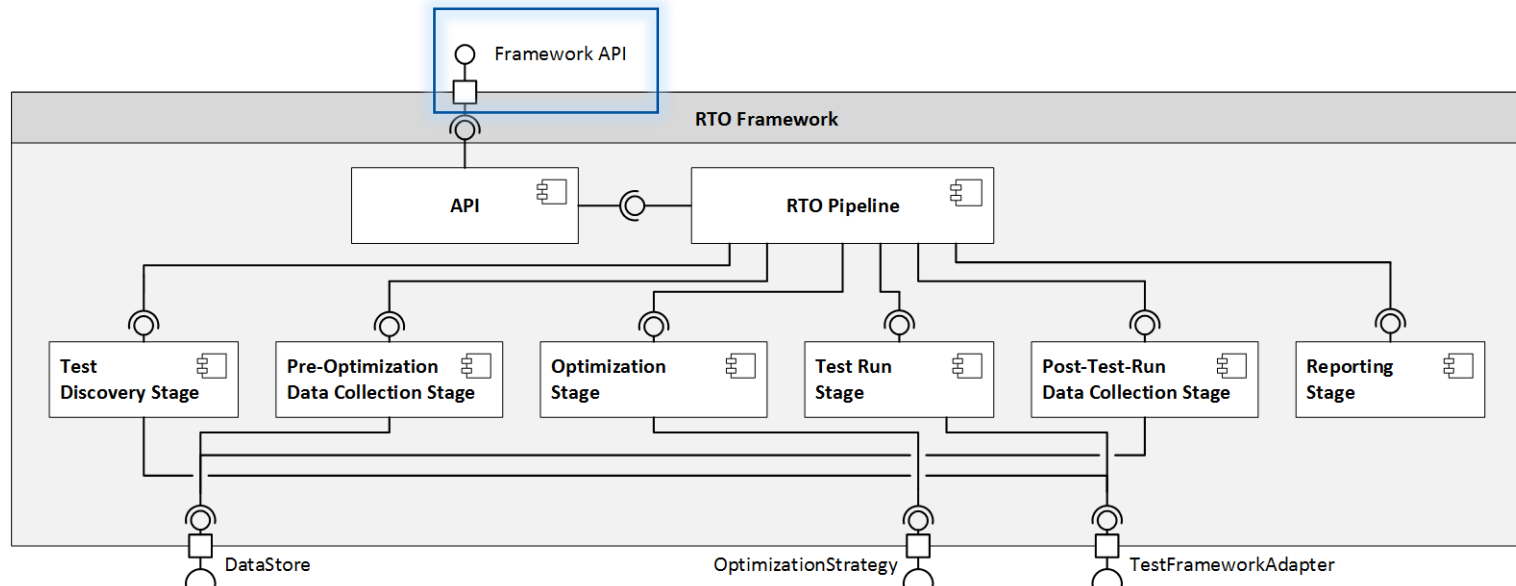 Framework API
RTO Framework
API
RTO Pipeline
Test
Discovery Stage
Pre-Optimization
Data Collection Stage
Optimization
Stage
Test Run
Stage
Post-Test-Run
Data Collection Stage
Reporting
Stage
DataStore
OptimizationStrategy
TestFrameworkAdapter